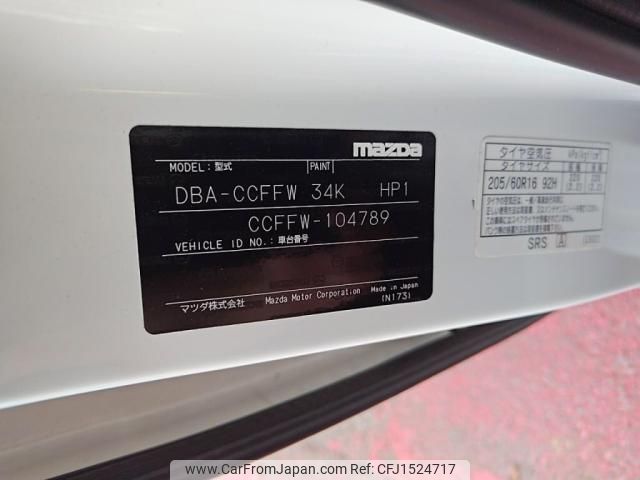 mazda
MODEL: 型式 PAINT
DBA-CCFFW 34K HP1
CCFFW-104789
VEHICLE ID NO.: 車台番号
マツダ株式会社 Mazda Motor Corporation Made in Japan
(N173)
タイヤ空気圧
タイヤサイズ
205/60R16 92H
SRS A
© CarFromJapan
www.carfromjapan.com - CFJ1524717